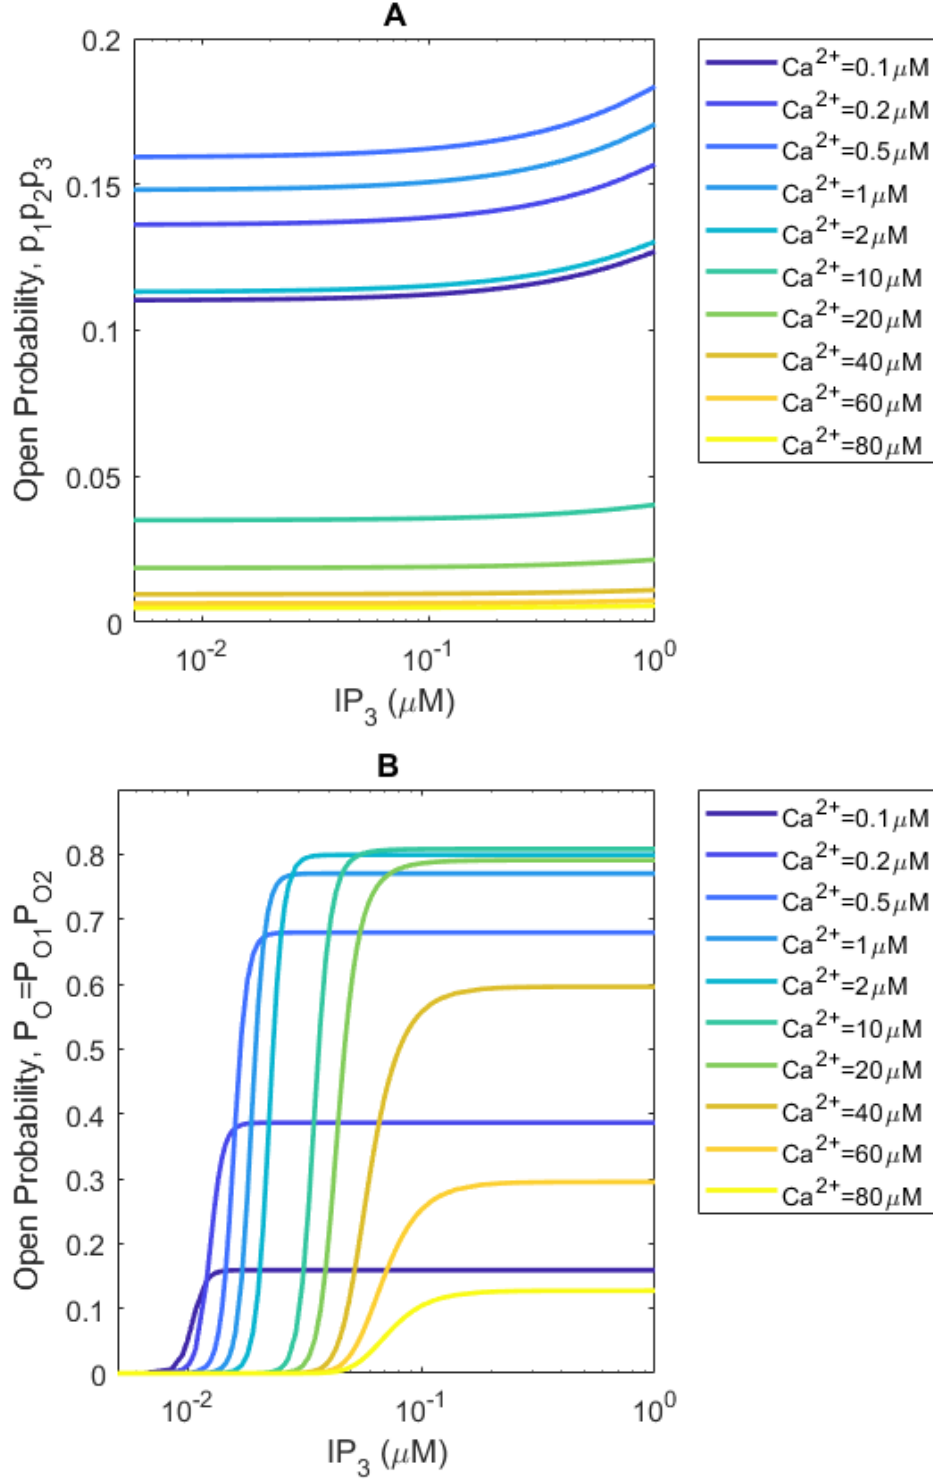 A
0.2
0.15
0.1
0.05
0
Open Probability, p₁p₂p₃
10⁻² 10⁻¹ 10⁰
IP₃ (μM)
Ca²⁺=0.1μM
Ca²⁺=0.2μM
Ca²⁺=0.5μM
Ca²⁺=1μM
Ca²⁺=2μM
Ca²⁺=10μM
Ca²⁺=20μM
Ca²⁺=40μM
Ca²⁺=60μM
Ca²⁺=80μM
B
0.8
0.7
0.6
0.5
0.4
0.3
0.2
0.1
0
Open Probability, P_O=P_O1P_O2
10⁻² 10⁻¹ 10⁰
IP₃ (μM)
Ca²⁺=0.1μM
Ca²⁺=0.2μM
Ca²⁺=0.5μM
Ca²⁺=1μM
Ca²⁺=2μM
Ca²⁺=10μM
Ca²⁺=20μM
Ca²⁺=40μM
Ca²⁺=60μM
Ca²⁺=80μM